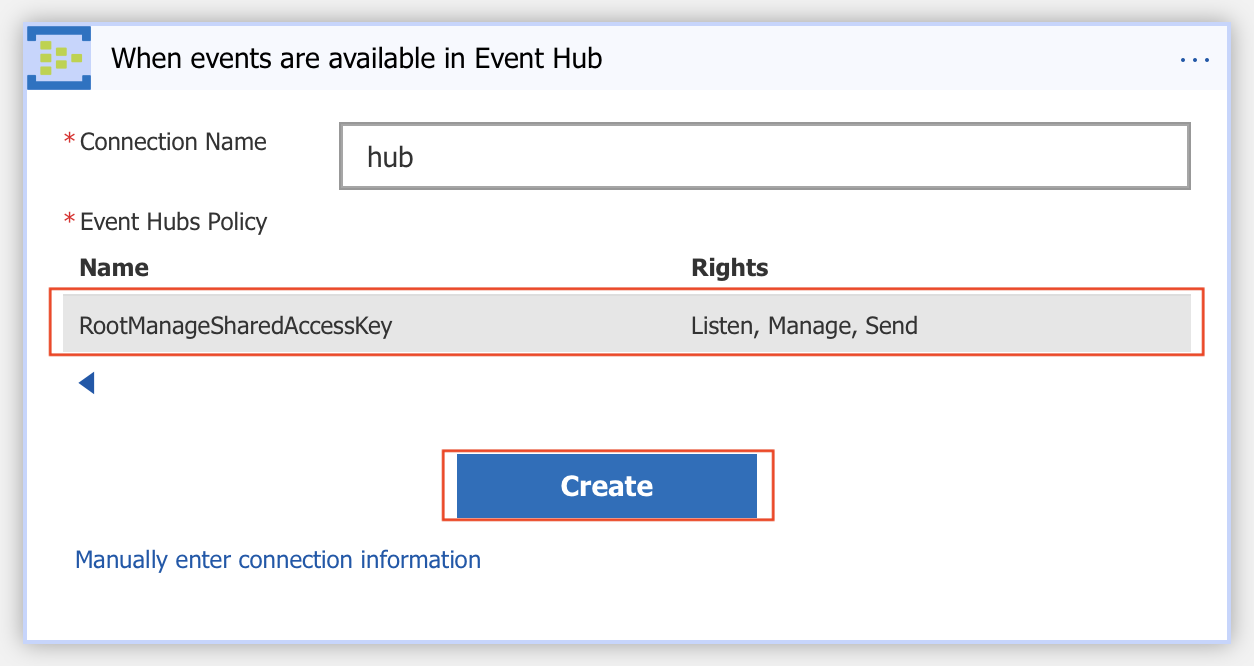 When events are available in Event Hub
...
* Connection Name
hub
* Event Hubs Policy
Name Rights
RootManageSharedAccessKey Listen, Manage, Send
Create
Manually enter connection information